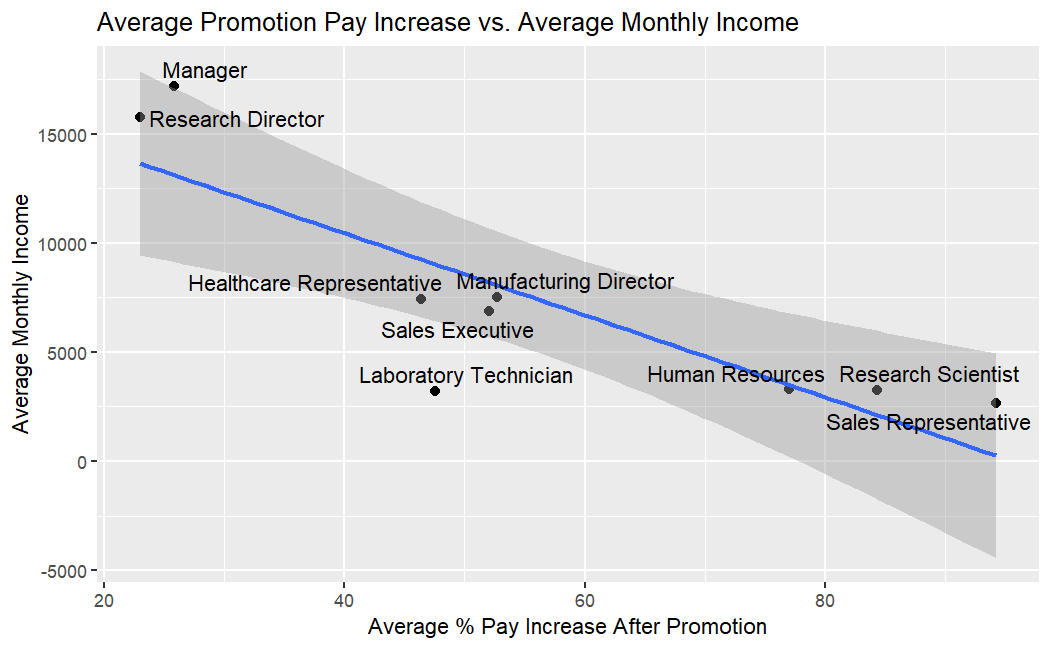 Average Promotion Pay Increase vs. Average Monthly Income
Manager
Research Director
15000
10000
Healthcare Representative
Manufacturing Director
Sales Executive
5000
Laboratory Technician
Human Resources
Research Scientist
Sales Representative
0
-5000
Average Monthly Income
20
40
60
80
Average % Pay Increase After Promotion